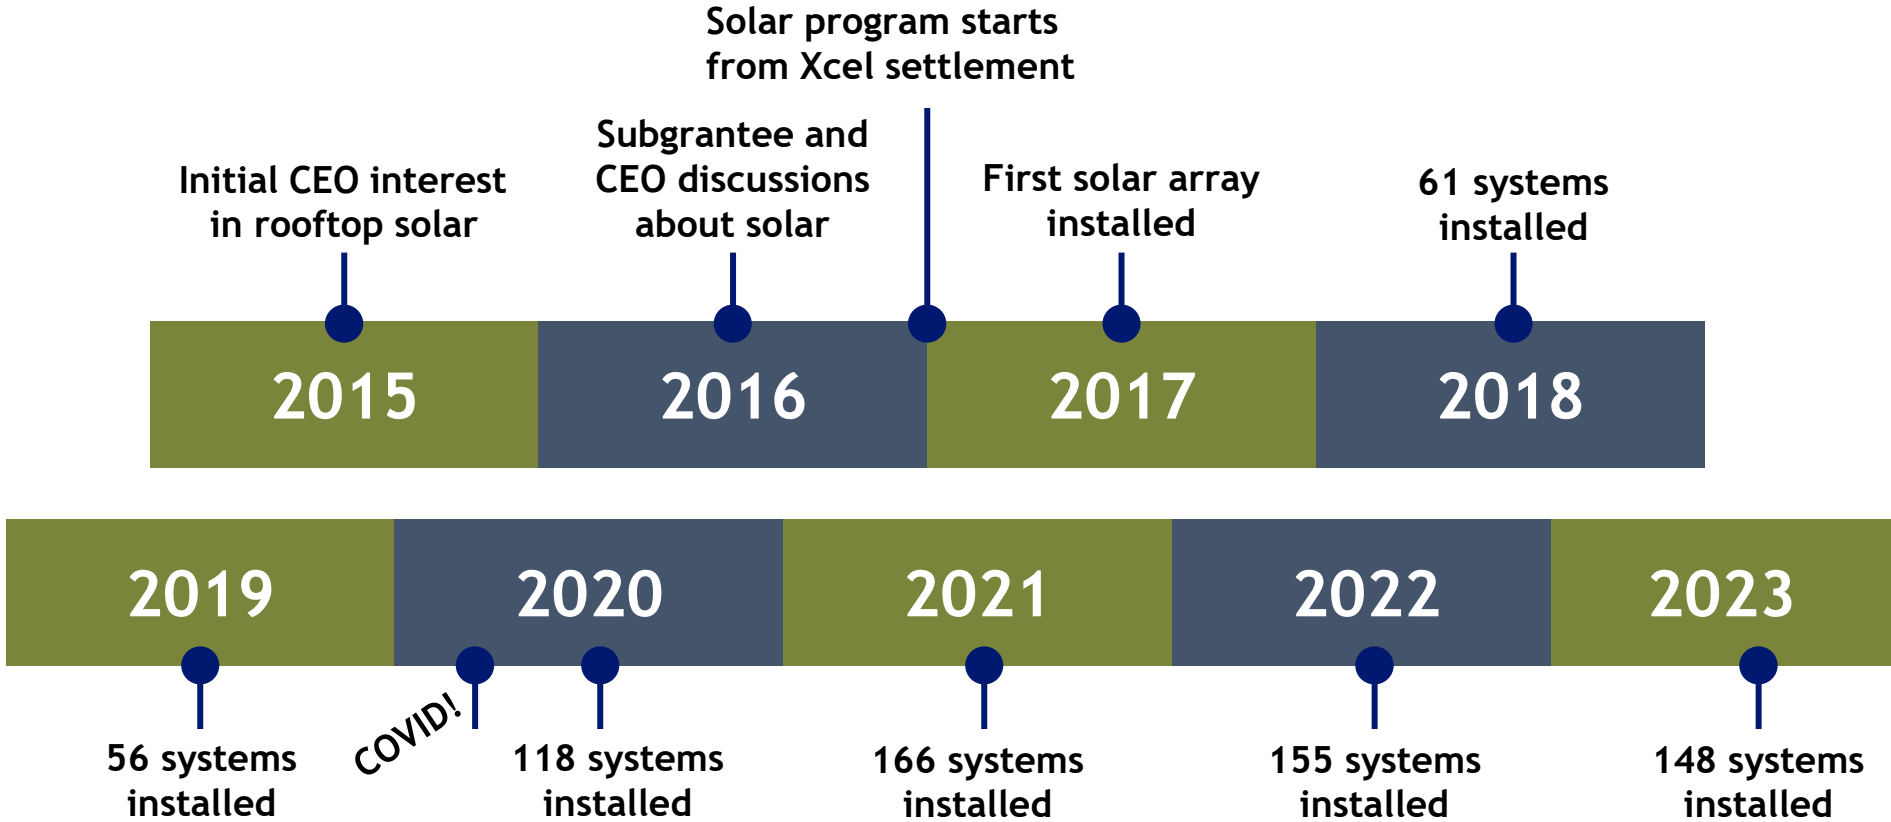 Solar program starts
from Xcel settlement
Initial CEO interest
in rooftop solar
Subgrantee and
CEO discussions
about solar
First solar array
installed
61 systems
installed
2015
2016
2017
2018
2019
2020
2021
2022
2023
56 systems
installed
COVID!
118 systems
installed
166 systems
installed
155 systems
installed
148 systems
installed